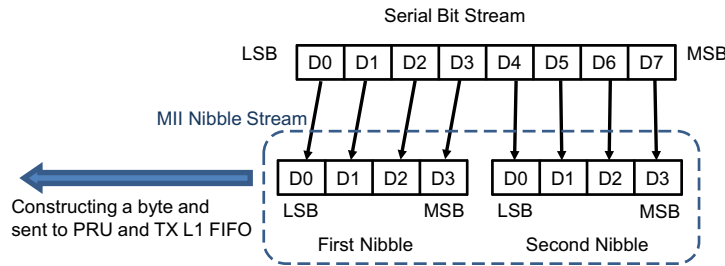 Serial Bit Stream
LSB D0 D1 D2 D3 D4 D5 D6 D7 MSB
MII Nibble Stream
D0 D1 D2 D3 D0 D1 D2 D3
LSB MSB LSB MSB
Constructing a byte and
sent to PRU and TX L1 FIFO
First Nibble Second Nibble